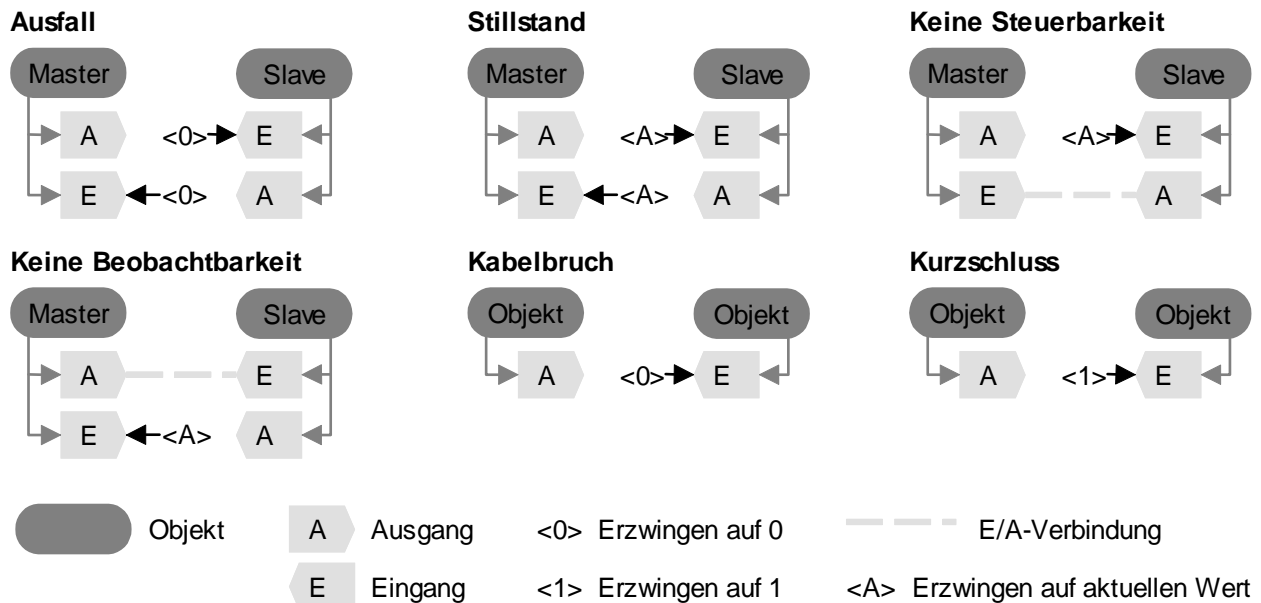 Ausfall
Stillstand
Keine Steuerbarkeit
Master Slave
Master Slave
Master Slave
A <0> E
A <A> E
A <A> E
E <0> A
E <A> A
E A
Keine Beobachtbarkeit
Kabelbruch
Kurzschluss
Master Slave
Objekt Objekt
Objekt Objekt
A E
A <0> E
A <1> E
E <A> A
Objekt
A Ausgang
<0> Erzwingen auf 0
E/A-Verbindung
E Eingang
<1> Erzwingen auf 1
<A> Erzwingen auf aktuellen Wert